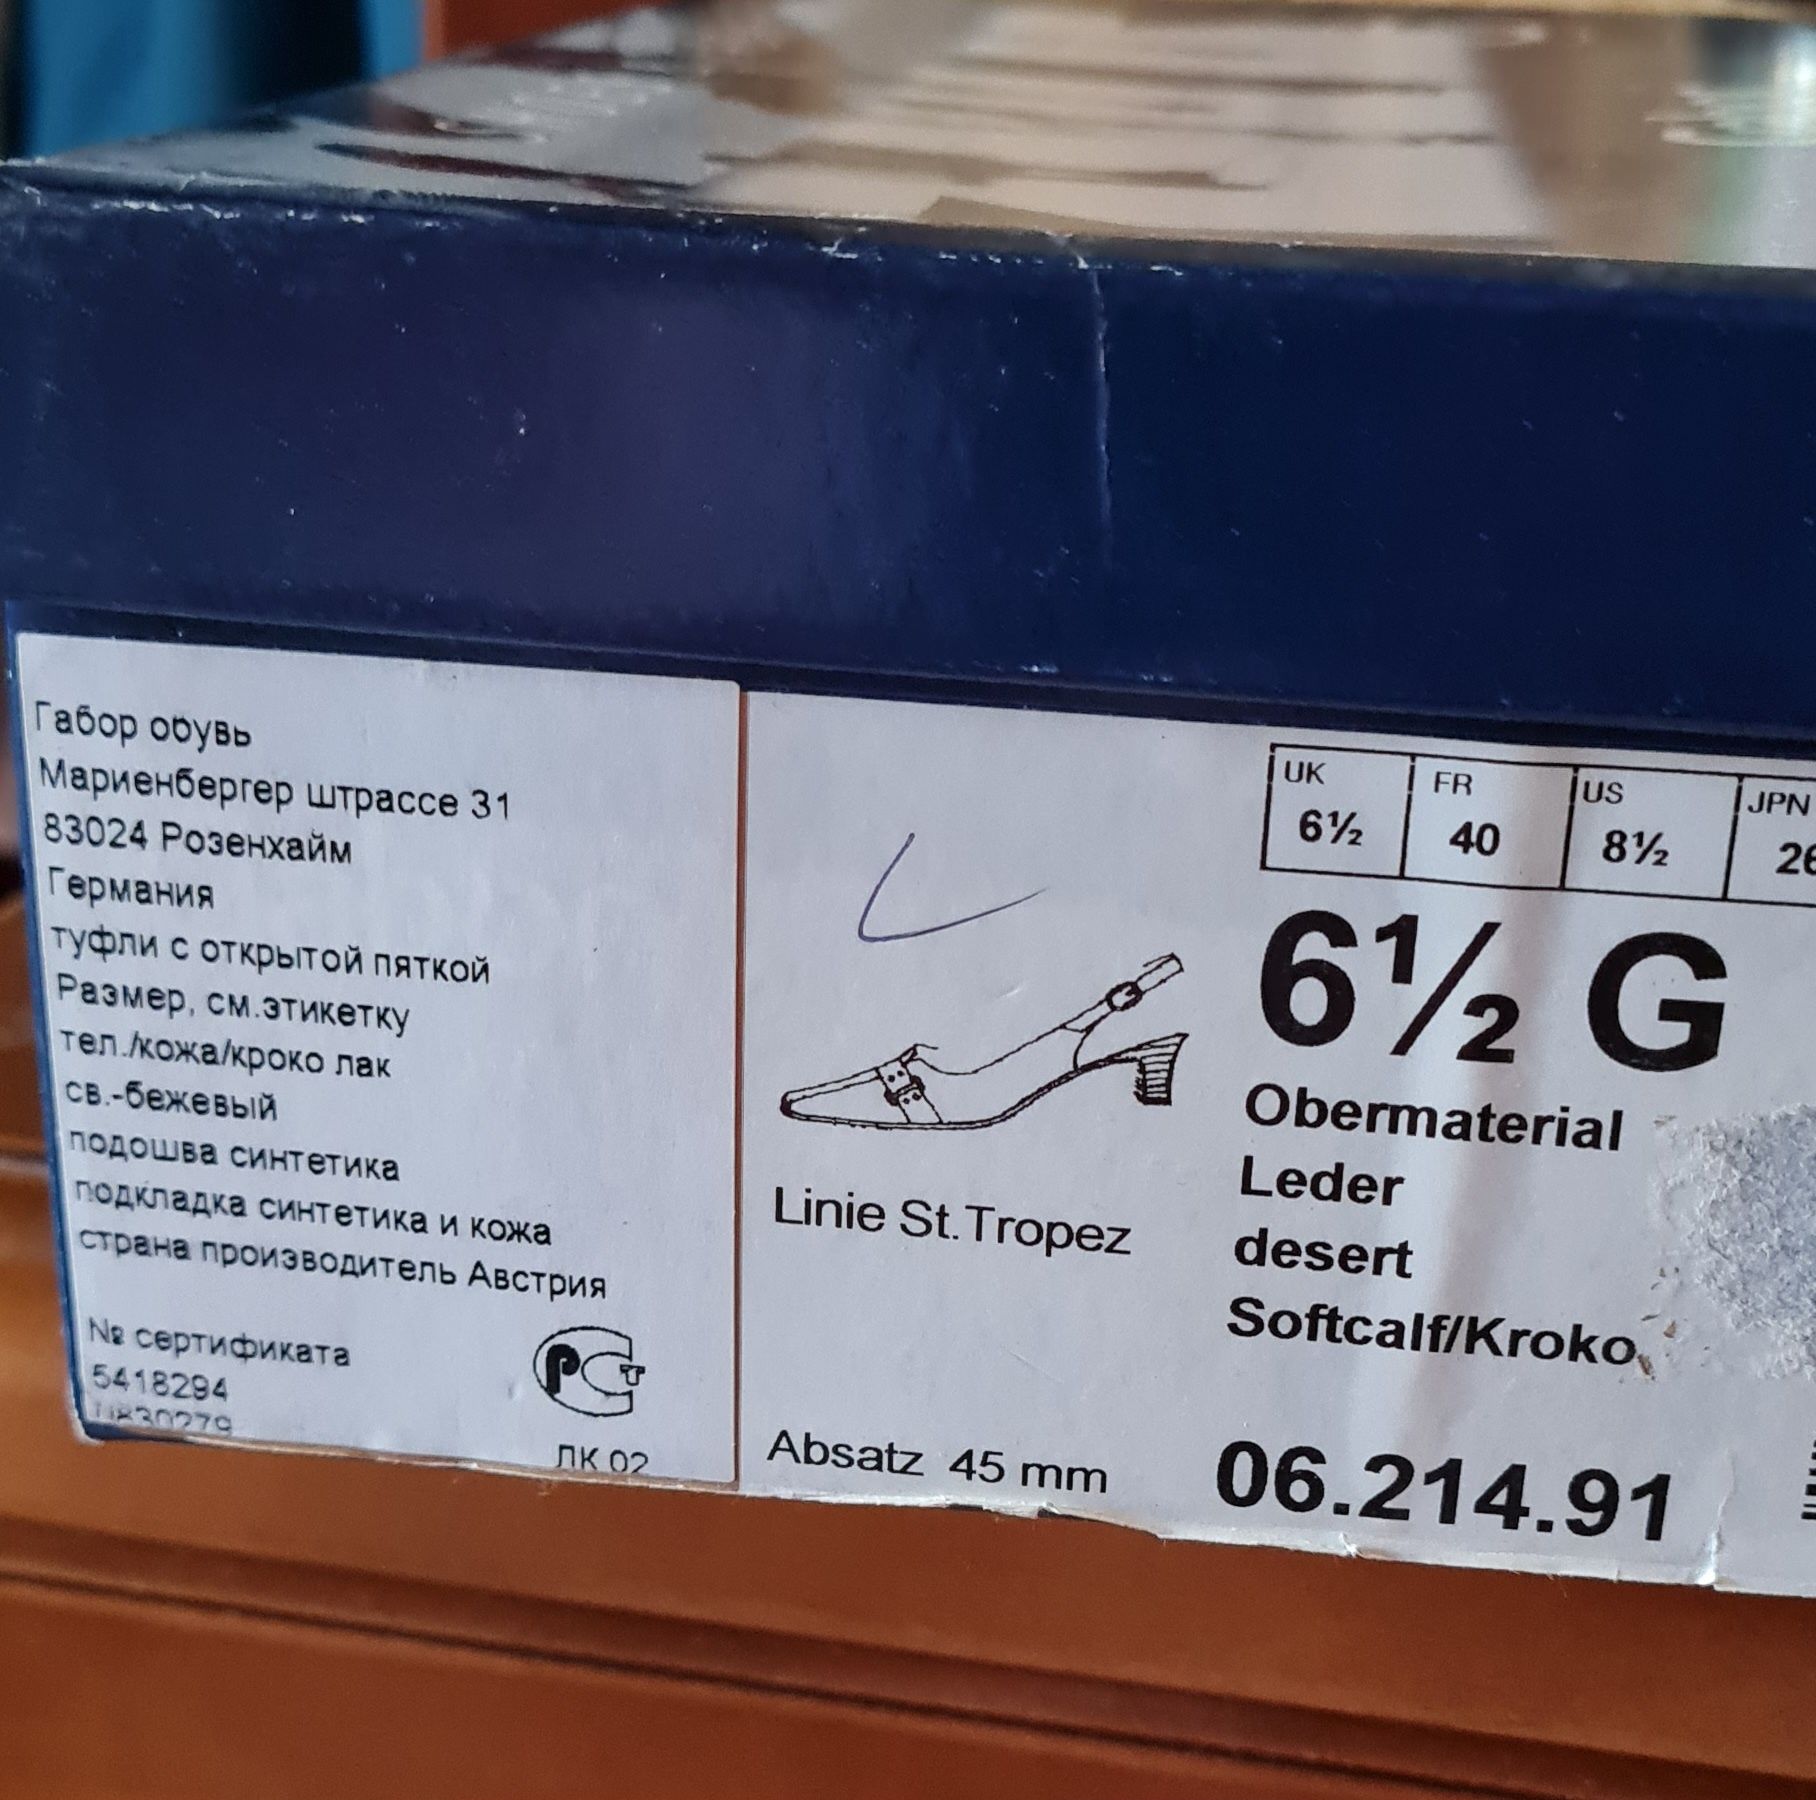 Габор обувь
Мариенбергер штрассе 31
83024 Розенхайм
Германия
туфли с открытой пяткой
Размер, см.этикетку
тел./кожа/кроко лак
св.-бежевый
подошва синтетика
подкладка синтетика и кожа
страна производитель Австрия
№ сертификата
5418294
РСТ
ЛК 02
Linie St.Tropez
Absatz 45 mm
UK FR US JPN
6½ 40 8½
6½ G
Obermaterial
Leder
desert
Softcalf/Kroko
06.214.91